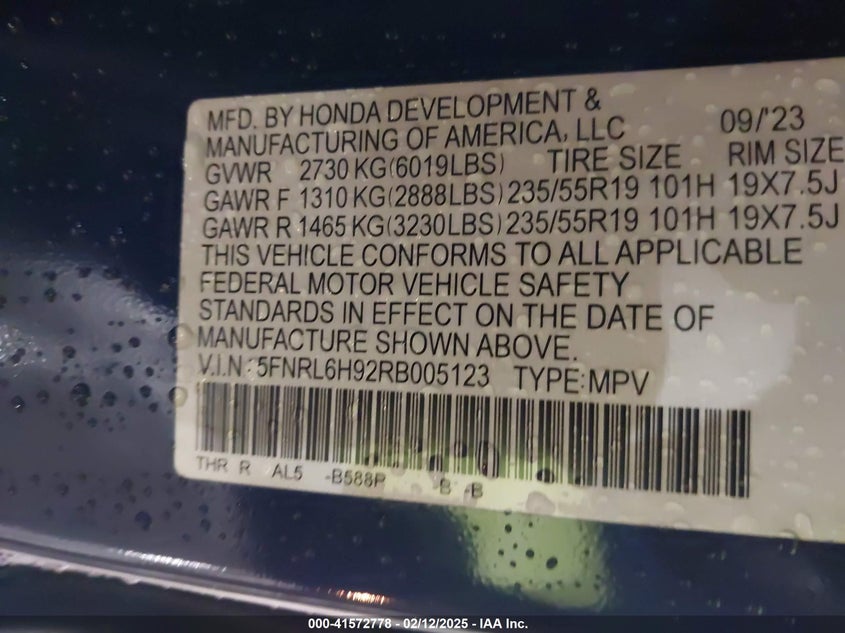 MFD. BY HONDA DEVELOPMENT &
MANUFACTURING OF AMERICA, LLC 09/'23
GVWR 2730 KG(6019LBS) TIRE SIZE RIM SIZE
GAWR F 1310 KG(2888LBS) 235/55R19 101H 19X7.5J
GAWR R 1465 KG(3230LBS) 235/55R19 101H 19X7.5J
THIS VEHICLE CONFORMS TO ALL APPLICABLE
FEDERAL MOTOR VEHICLE SAFETY
STANDARDS IN EFFECT ON THE DATE OF
MANUFACTURE SHOWN ABOVE.
V.I.N: 5FNRL6H92RB005123 TYPE:MPV
THR R AL5 -B588P -B -B
000-41572778 - 02/12/2025 - IAA Inc.